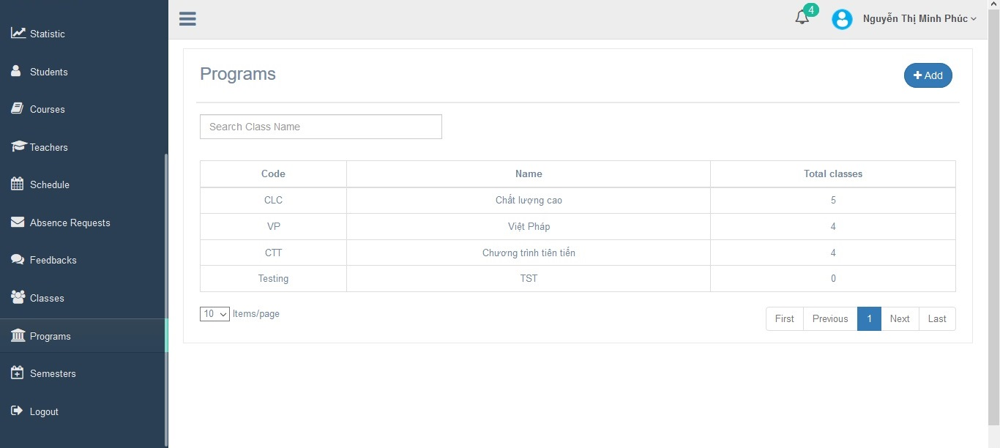 4
Nguyễn Thị Minh Phúc
Statistic
Students
Courses
Teachers
Schedule
Absence Requests
Feedbacks
Classes
Programs
Semesters
Logout
Programs
Add
Search Class Name
Code Name Total classes
CLC Chất lượng cao 5
VP Việt Pháp 4
CTT Chương trình tiên tiến 4
Testing TST 0
10 Items/page
First Previous 1 Next Last